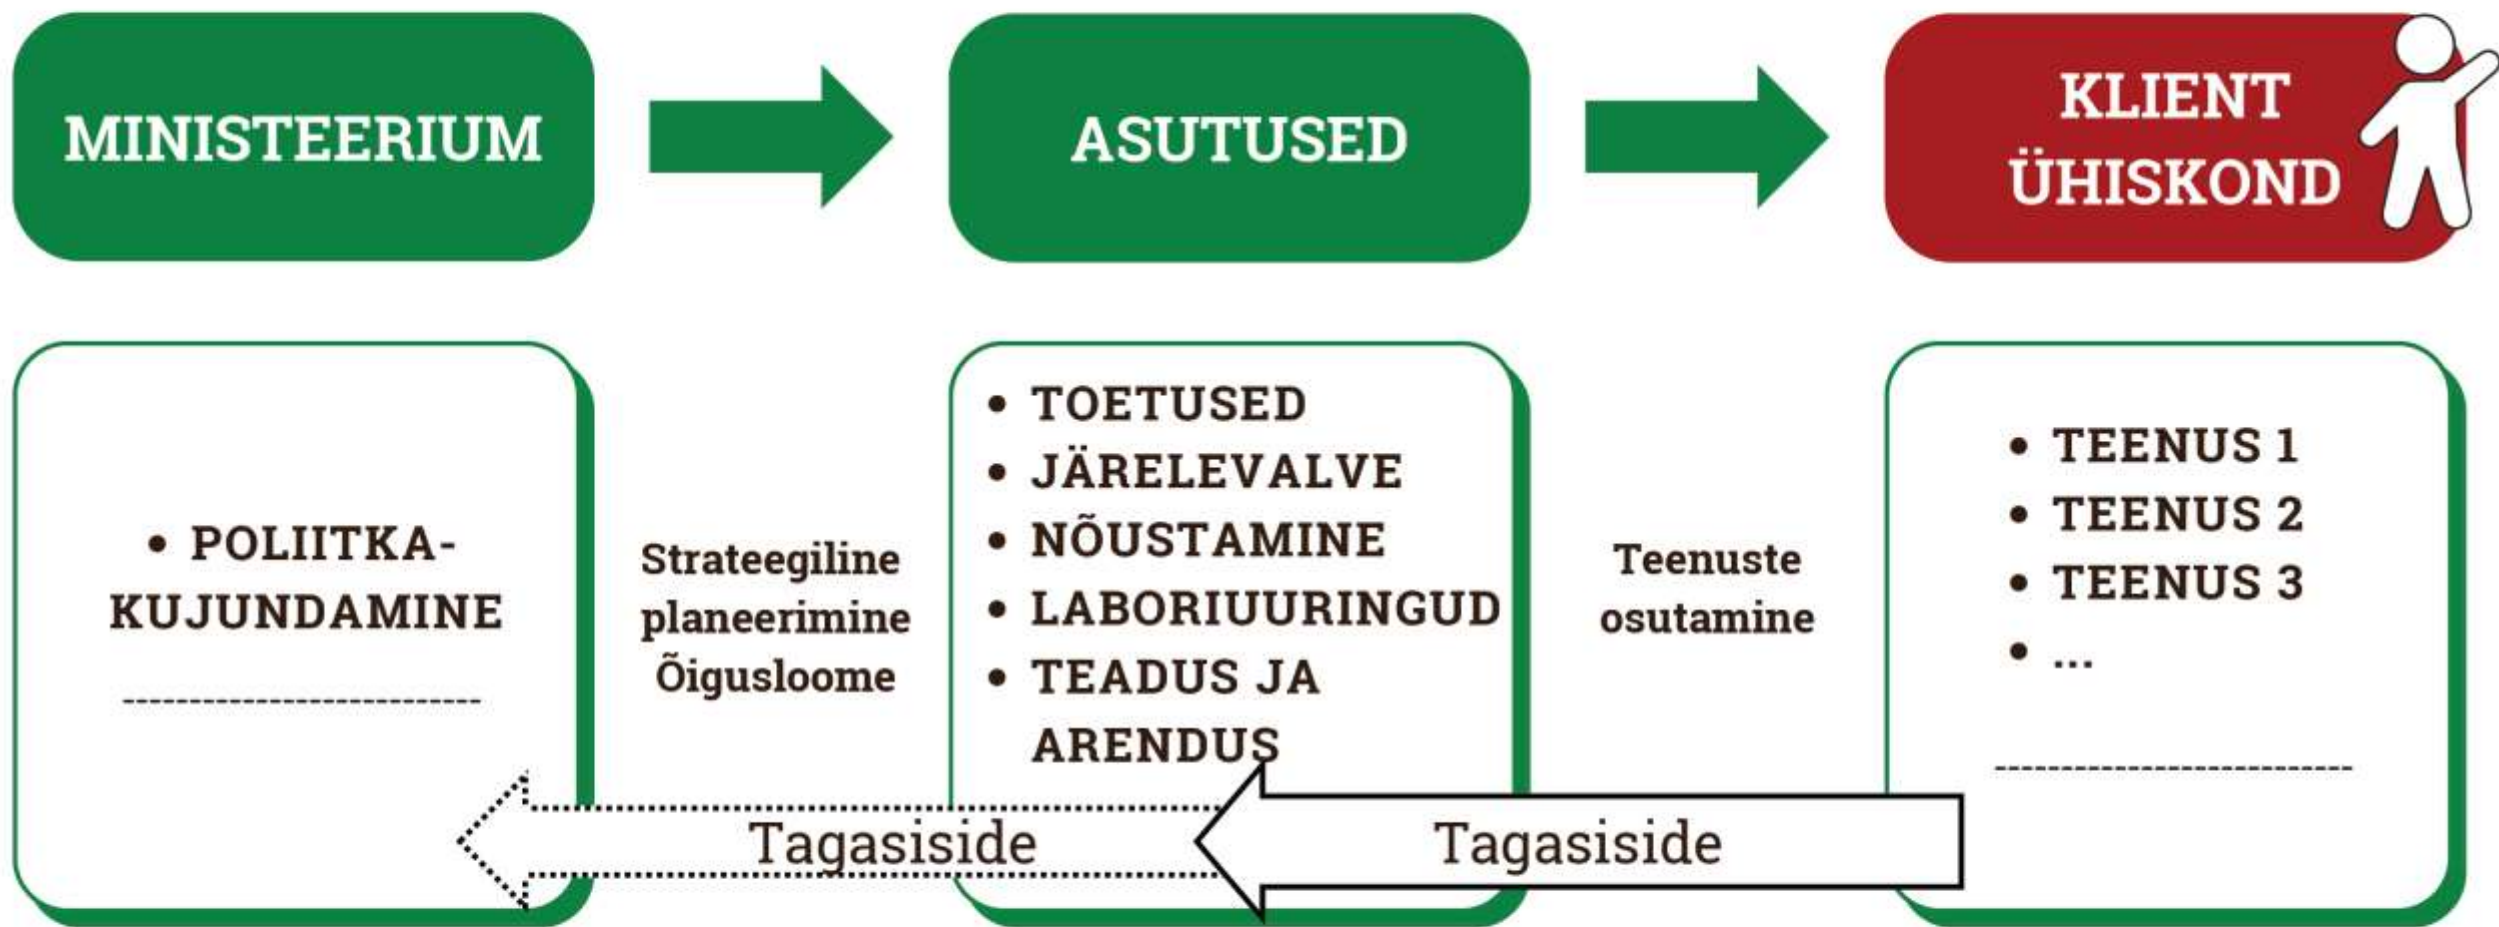 MINISTEERIUM
ASUTUSED
KLIENT
ÜHISKOND
• POLIITKA-
KUJUNDAMINE
--------------------------
Strateegiline
planeerimine
Õigusloome
• TOETUSED
• JÄRELEVALVE
• NÕUSTAMINE
• LABORIUURINGUD
• TEADUS JA
ARENDUS
Teenuste
osutamine
• TEENUS 1
• TEENUS 2
• TEENUS 3
• ...
--------------------------
Tagasiside
Tagasiside